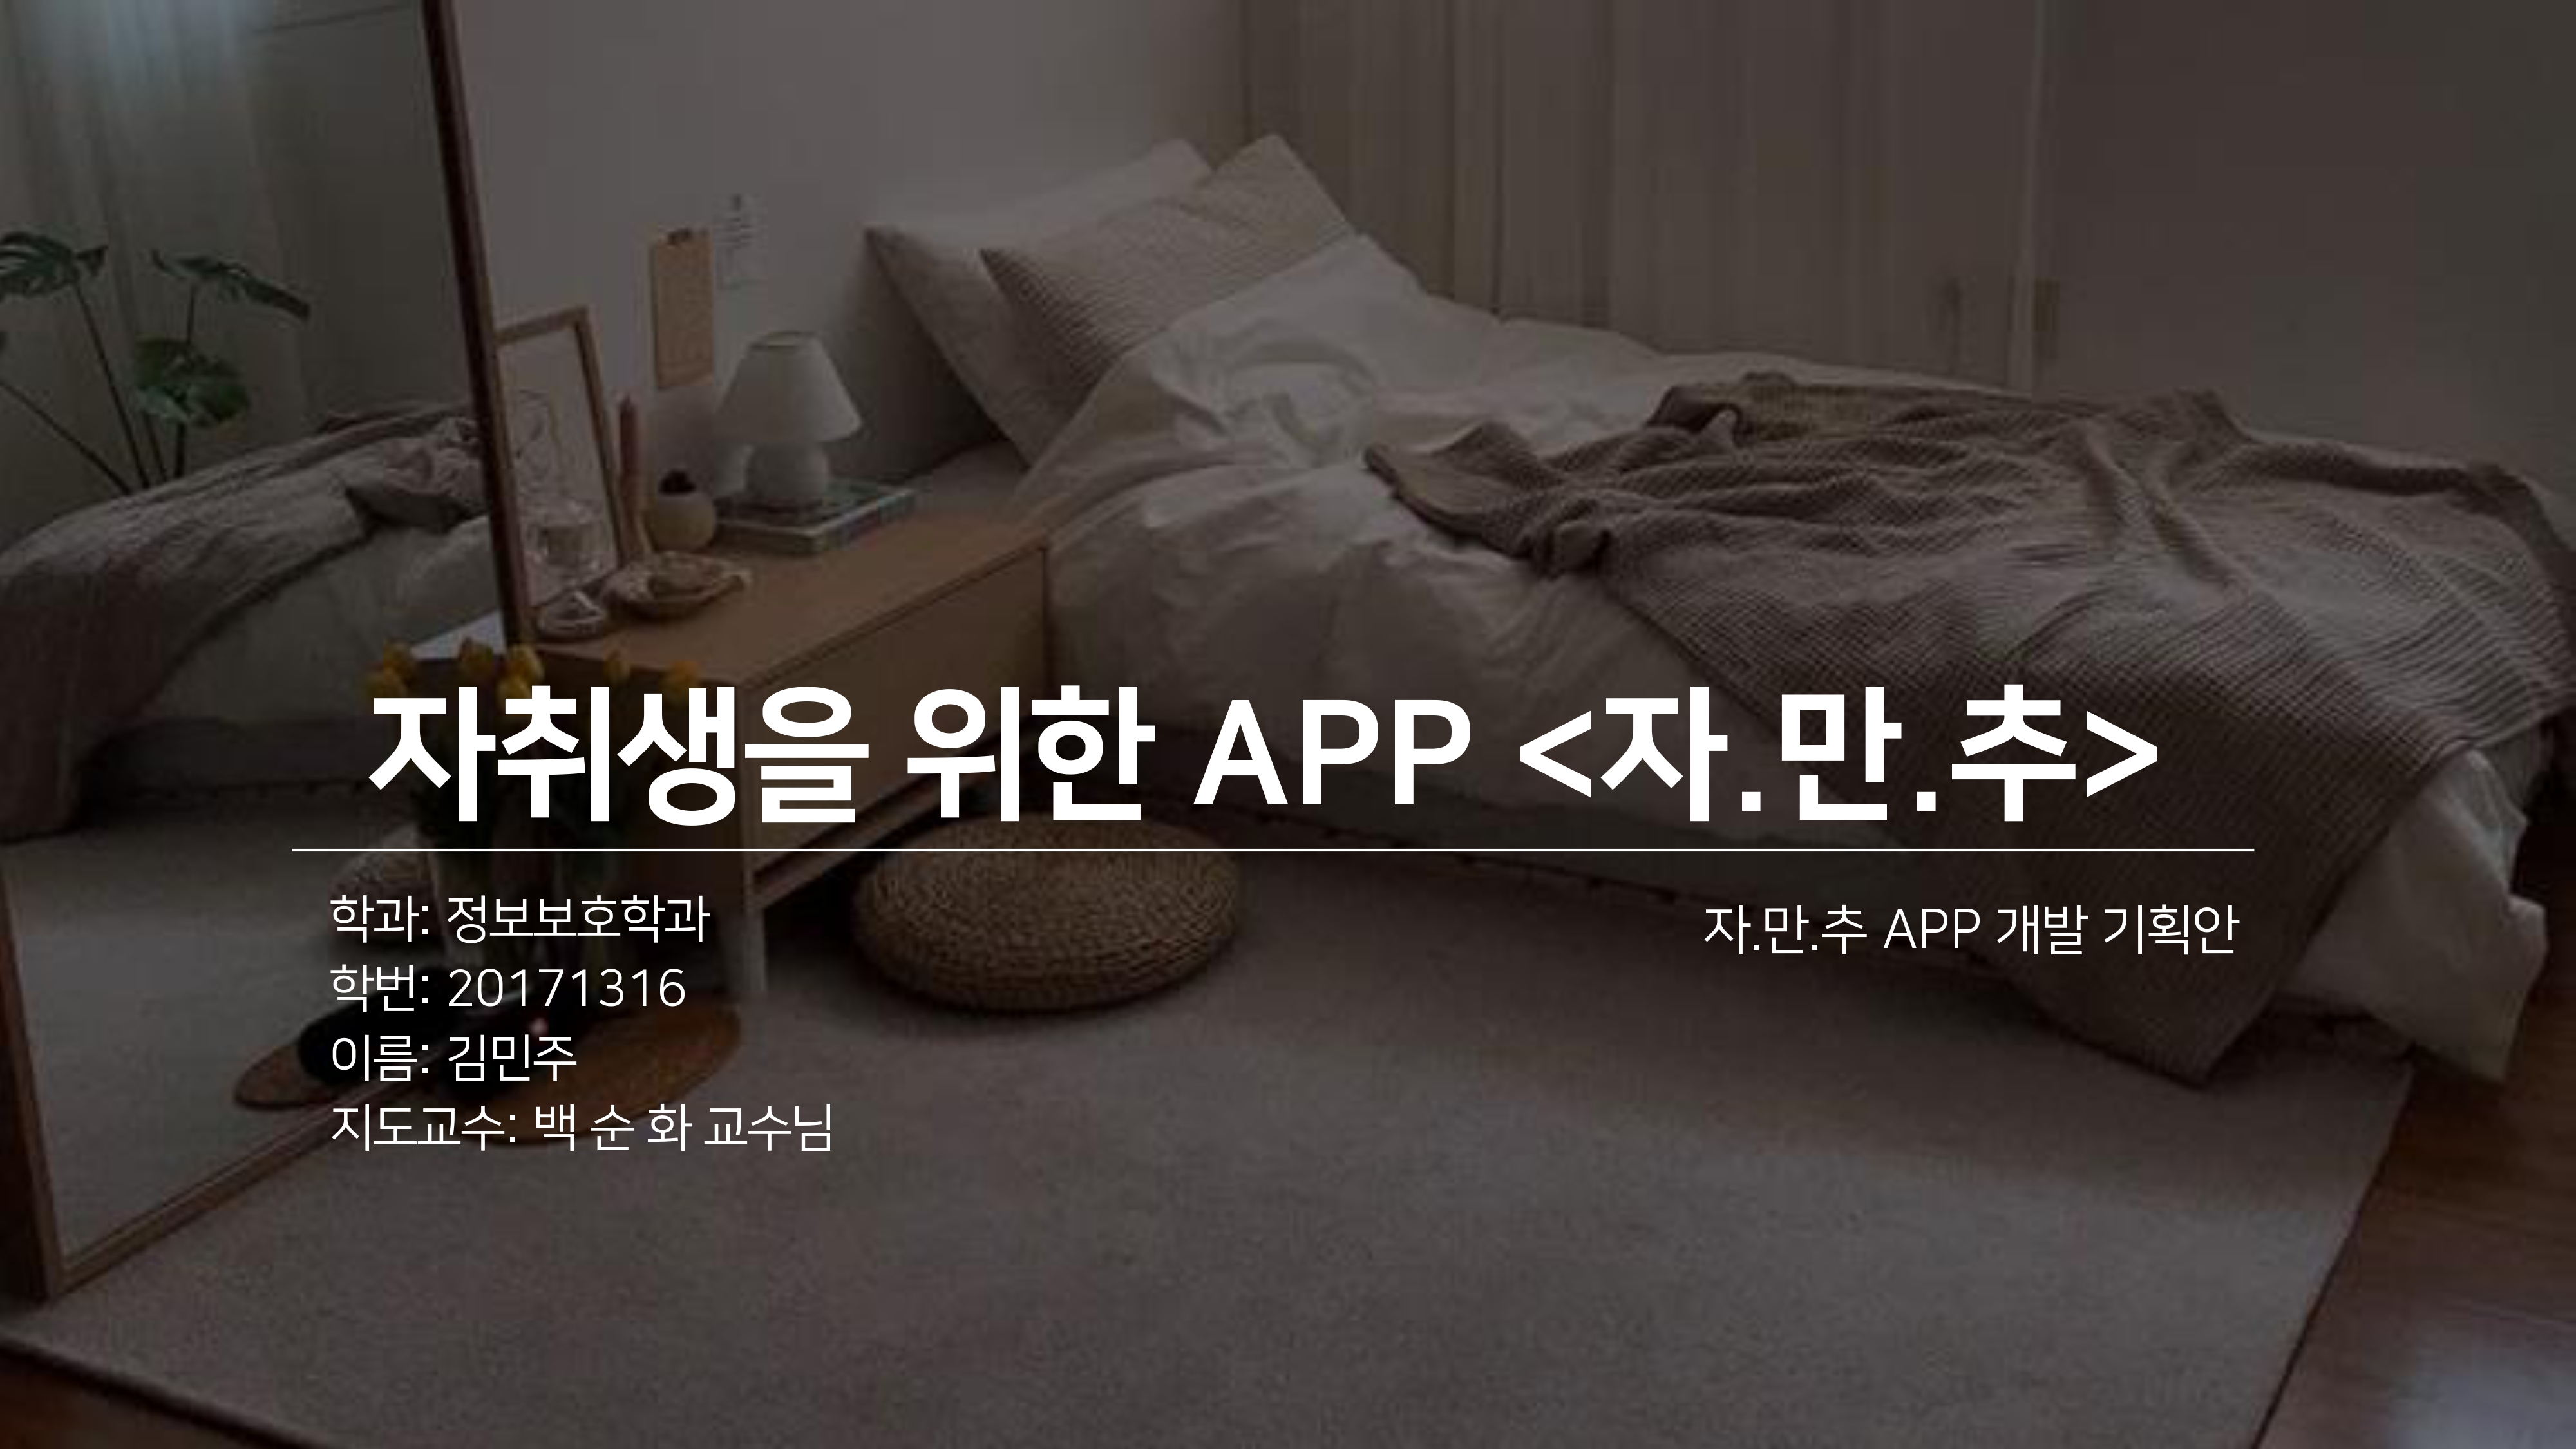 자취생을 위한 APP <자.만.추>
학과: 정보보호학과
학번: 20171316
이름: 김민주
지도교수: 백 순 화 교수님
자.만.추 APP 개발 기획안